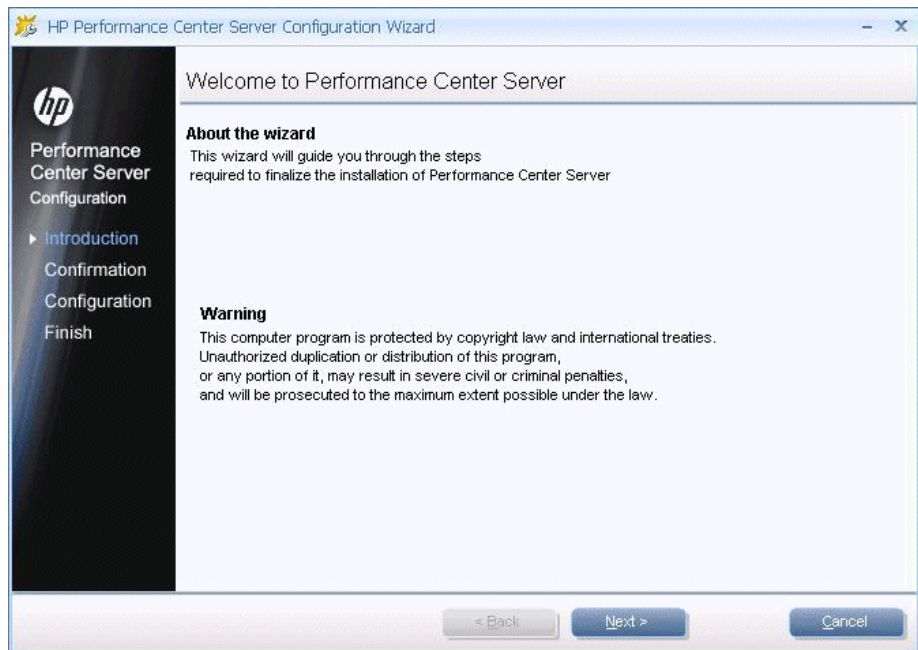 HP Performance Center Server Configuration Wizard
hp
Performance
Center Server
Configuration
Introduction
Confirmation
Configuration
Finish
Welcome to Performance Center Server
About the wizard
This wizard will guide you through the steps
required to finalize the installation of Performance Center Server
Warning
This computer program is protected by copyright law and international treaties.
Unauthorized duplication or distribution of this program,
or any portion of it, may result in severe civil or criminal penalties,
and will be prosecuted to the maximum extent possible under the law.
< Back
Next >
Cancel